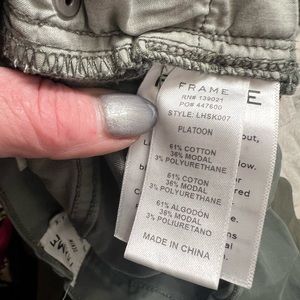 FRAME
RN# 139021
PO# 447600
STYLE: LHSK007
PLATOON
61% COTTON
36% MODAL
3% POLYURETHANE
61% COTON
36% MODAL
3% POLYURETHANE
61% ALGODÓN
36% MODAL
3% POLIURETANO
MADE IN CHINA